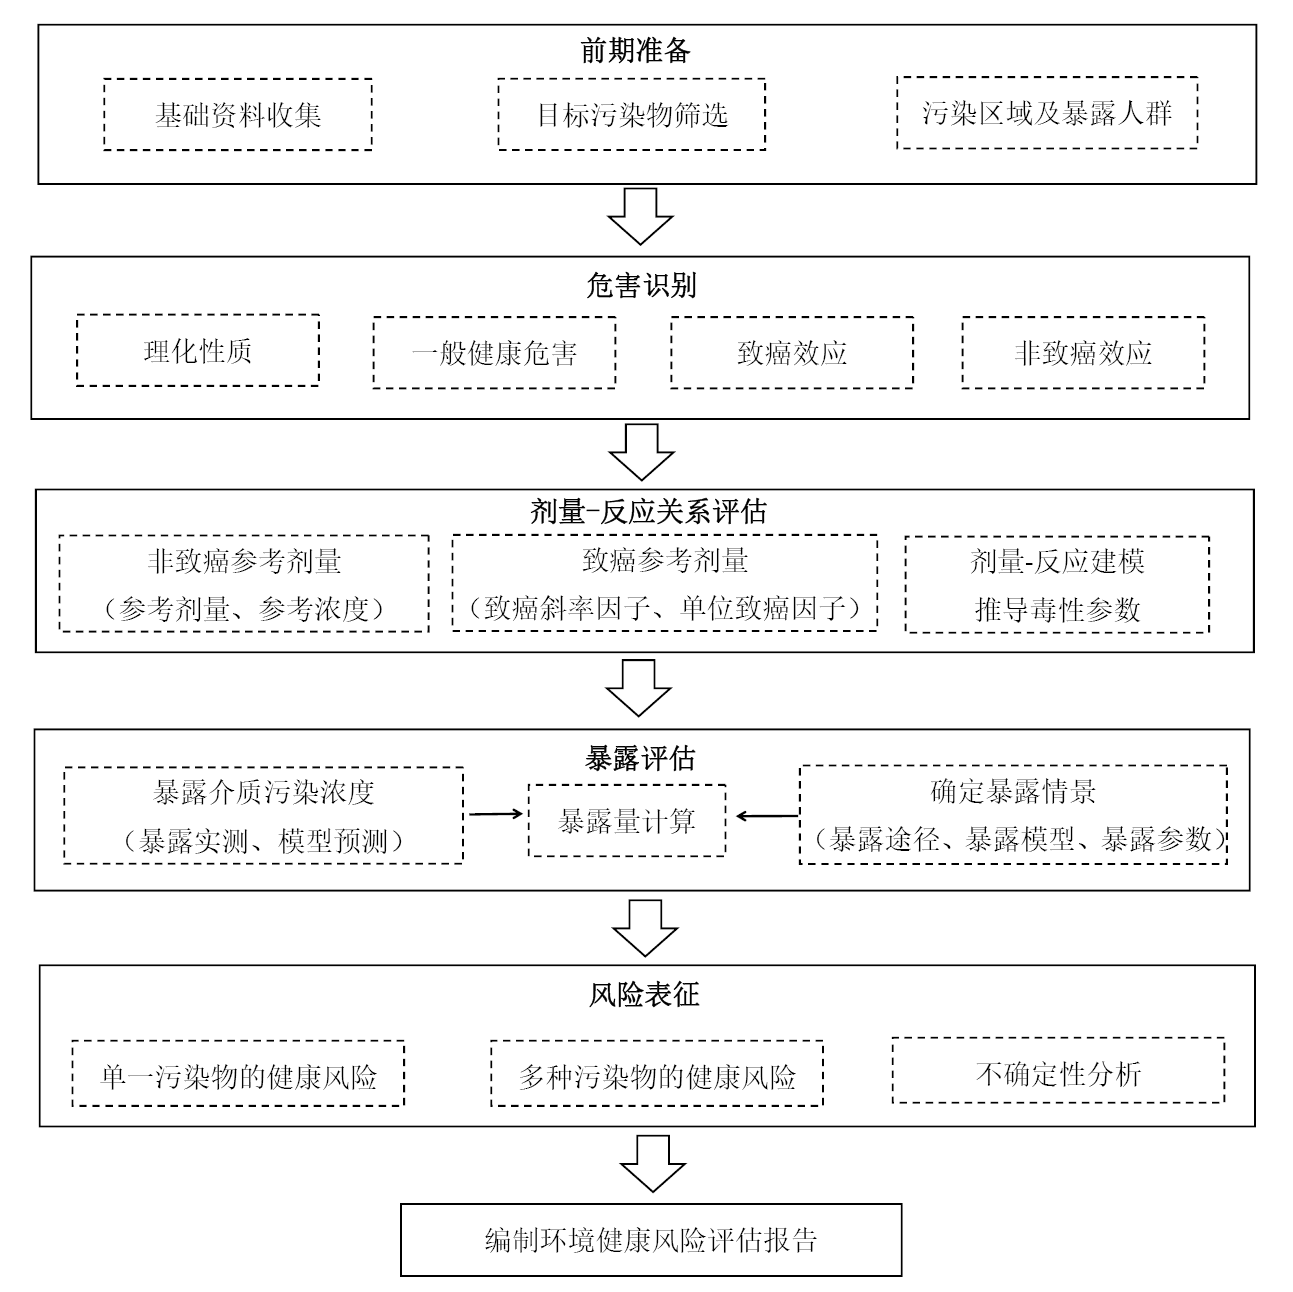 前期准备
基础资料收集
目标污染物筛选
污染区域及暴露人群
危害识别
理化性质
一般健康危害
致癌效应
非致癌效应
剂量-反应关系评估
非致癌参考剂量
（参考剂量、参考浓度）
致癌参考剂量
（致癌斜率因子、单位致癌因子）
剂量-反应建模
推导毒性参数
暴露评估
暴露介质污染浓度
（暴露实测、模型预测）
暴露量计算
确定暴露情景
（暴露途径、暴露模型、暴露参数）
风险表征
单一污染物的健康风险
多种污染物的健康风险
不确定性分析
编制环境健康风险评估报告